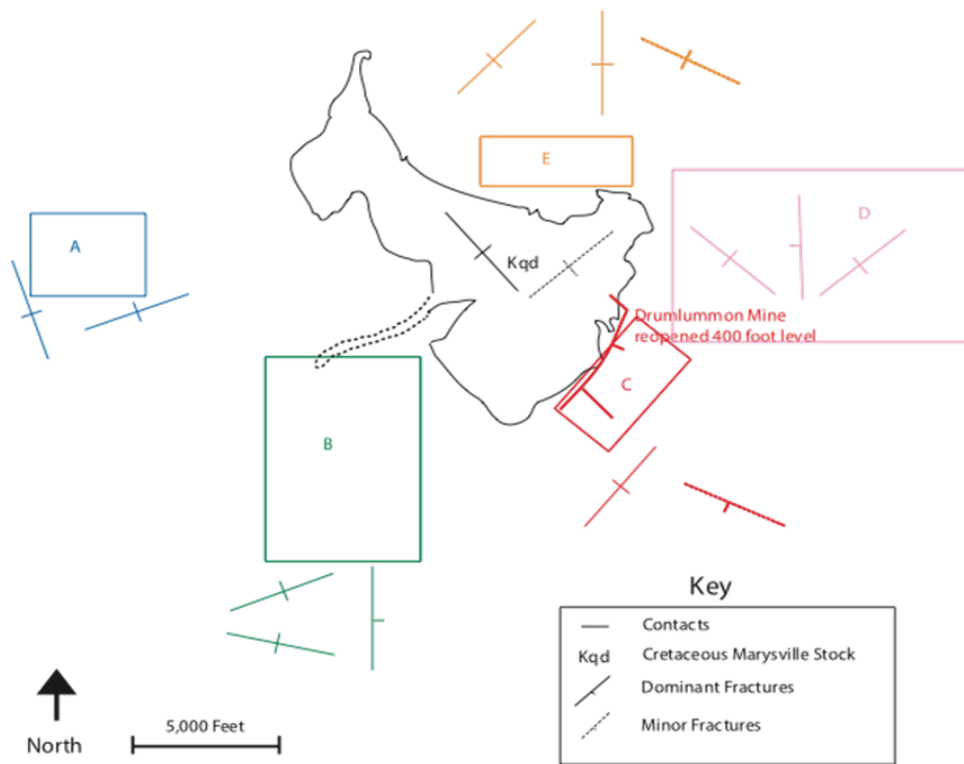 E
D
A
Kqd
Drumlummon Mine
reopened 400 foot level
C
B
Key
Contacts
Kqd Cretaceous Marysville Stock
Dominant Fractures
Minor Fractures
5,000 Feet
North